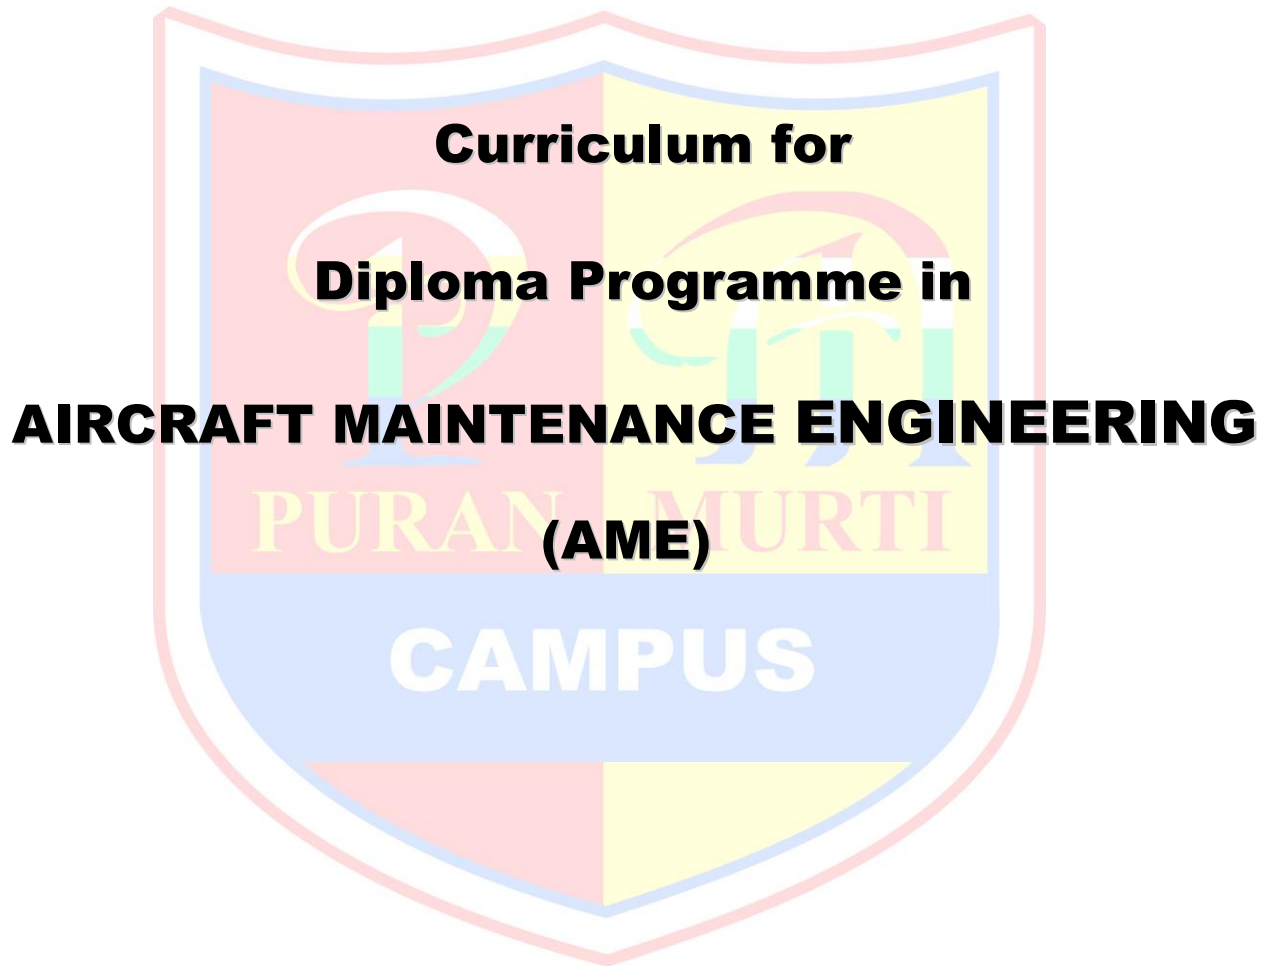 Curriculum for
Diploma Programme in
AIRCRAFT MAINTENANCE ENGINEERING
(AME)
PURAN MURTI
CAMPUS